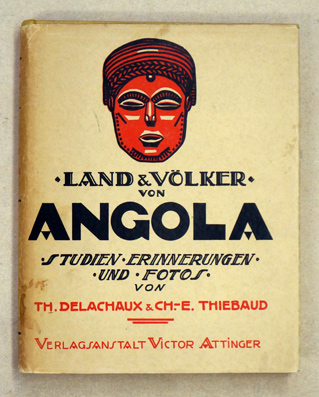 ·LAND & VÖLKER·
VON
ANGOLA
·STUDIEN·ERINNERUNGEN·
·UND·FOTOS·
VON
TH. DELACHAUX & CH.-E. THIEBAUD
VERLAGSANSTALT VICTOR ATTINGER